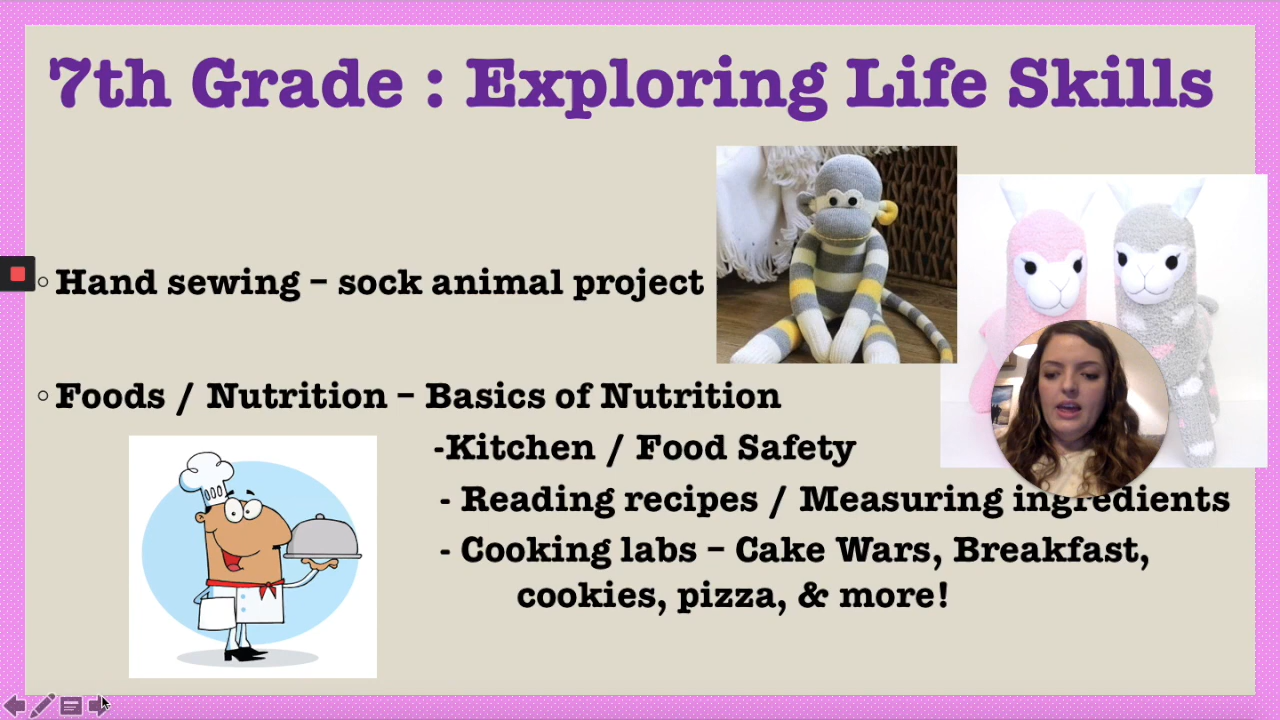 7th Grade : Exploring Life Skills
◦Hand sewing – sock animal project
◦Foods / Nutrition – Basics of Nutrition
-Kitchen / Food Safety
- Reading recipes / Measuring ingredients
- Cooking labs – Cake Wars, Breakfast,
cookies, pizza, & more!